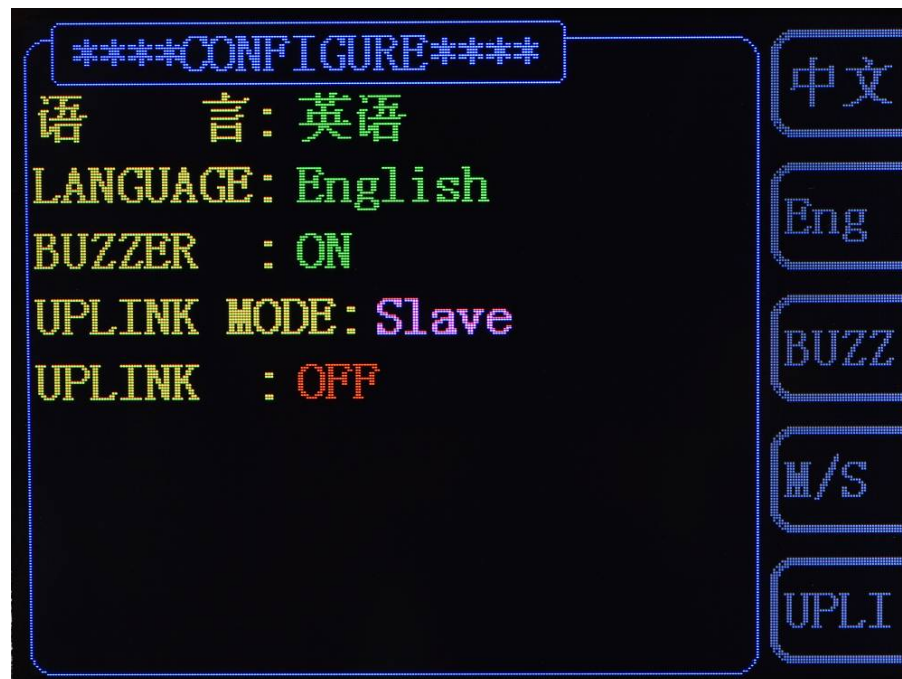 ****CONFIGURE****
语 言: 英语
LANGUAGE: English
BUZZER : ON
UPLINK MODE: Slave
UPLINK : OFF
中文
Eng
BUZZ
M/S
UPLI